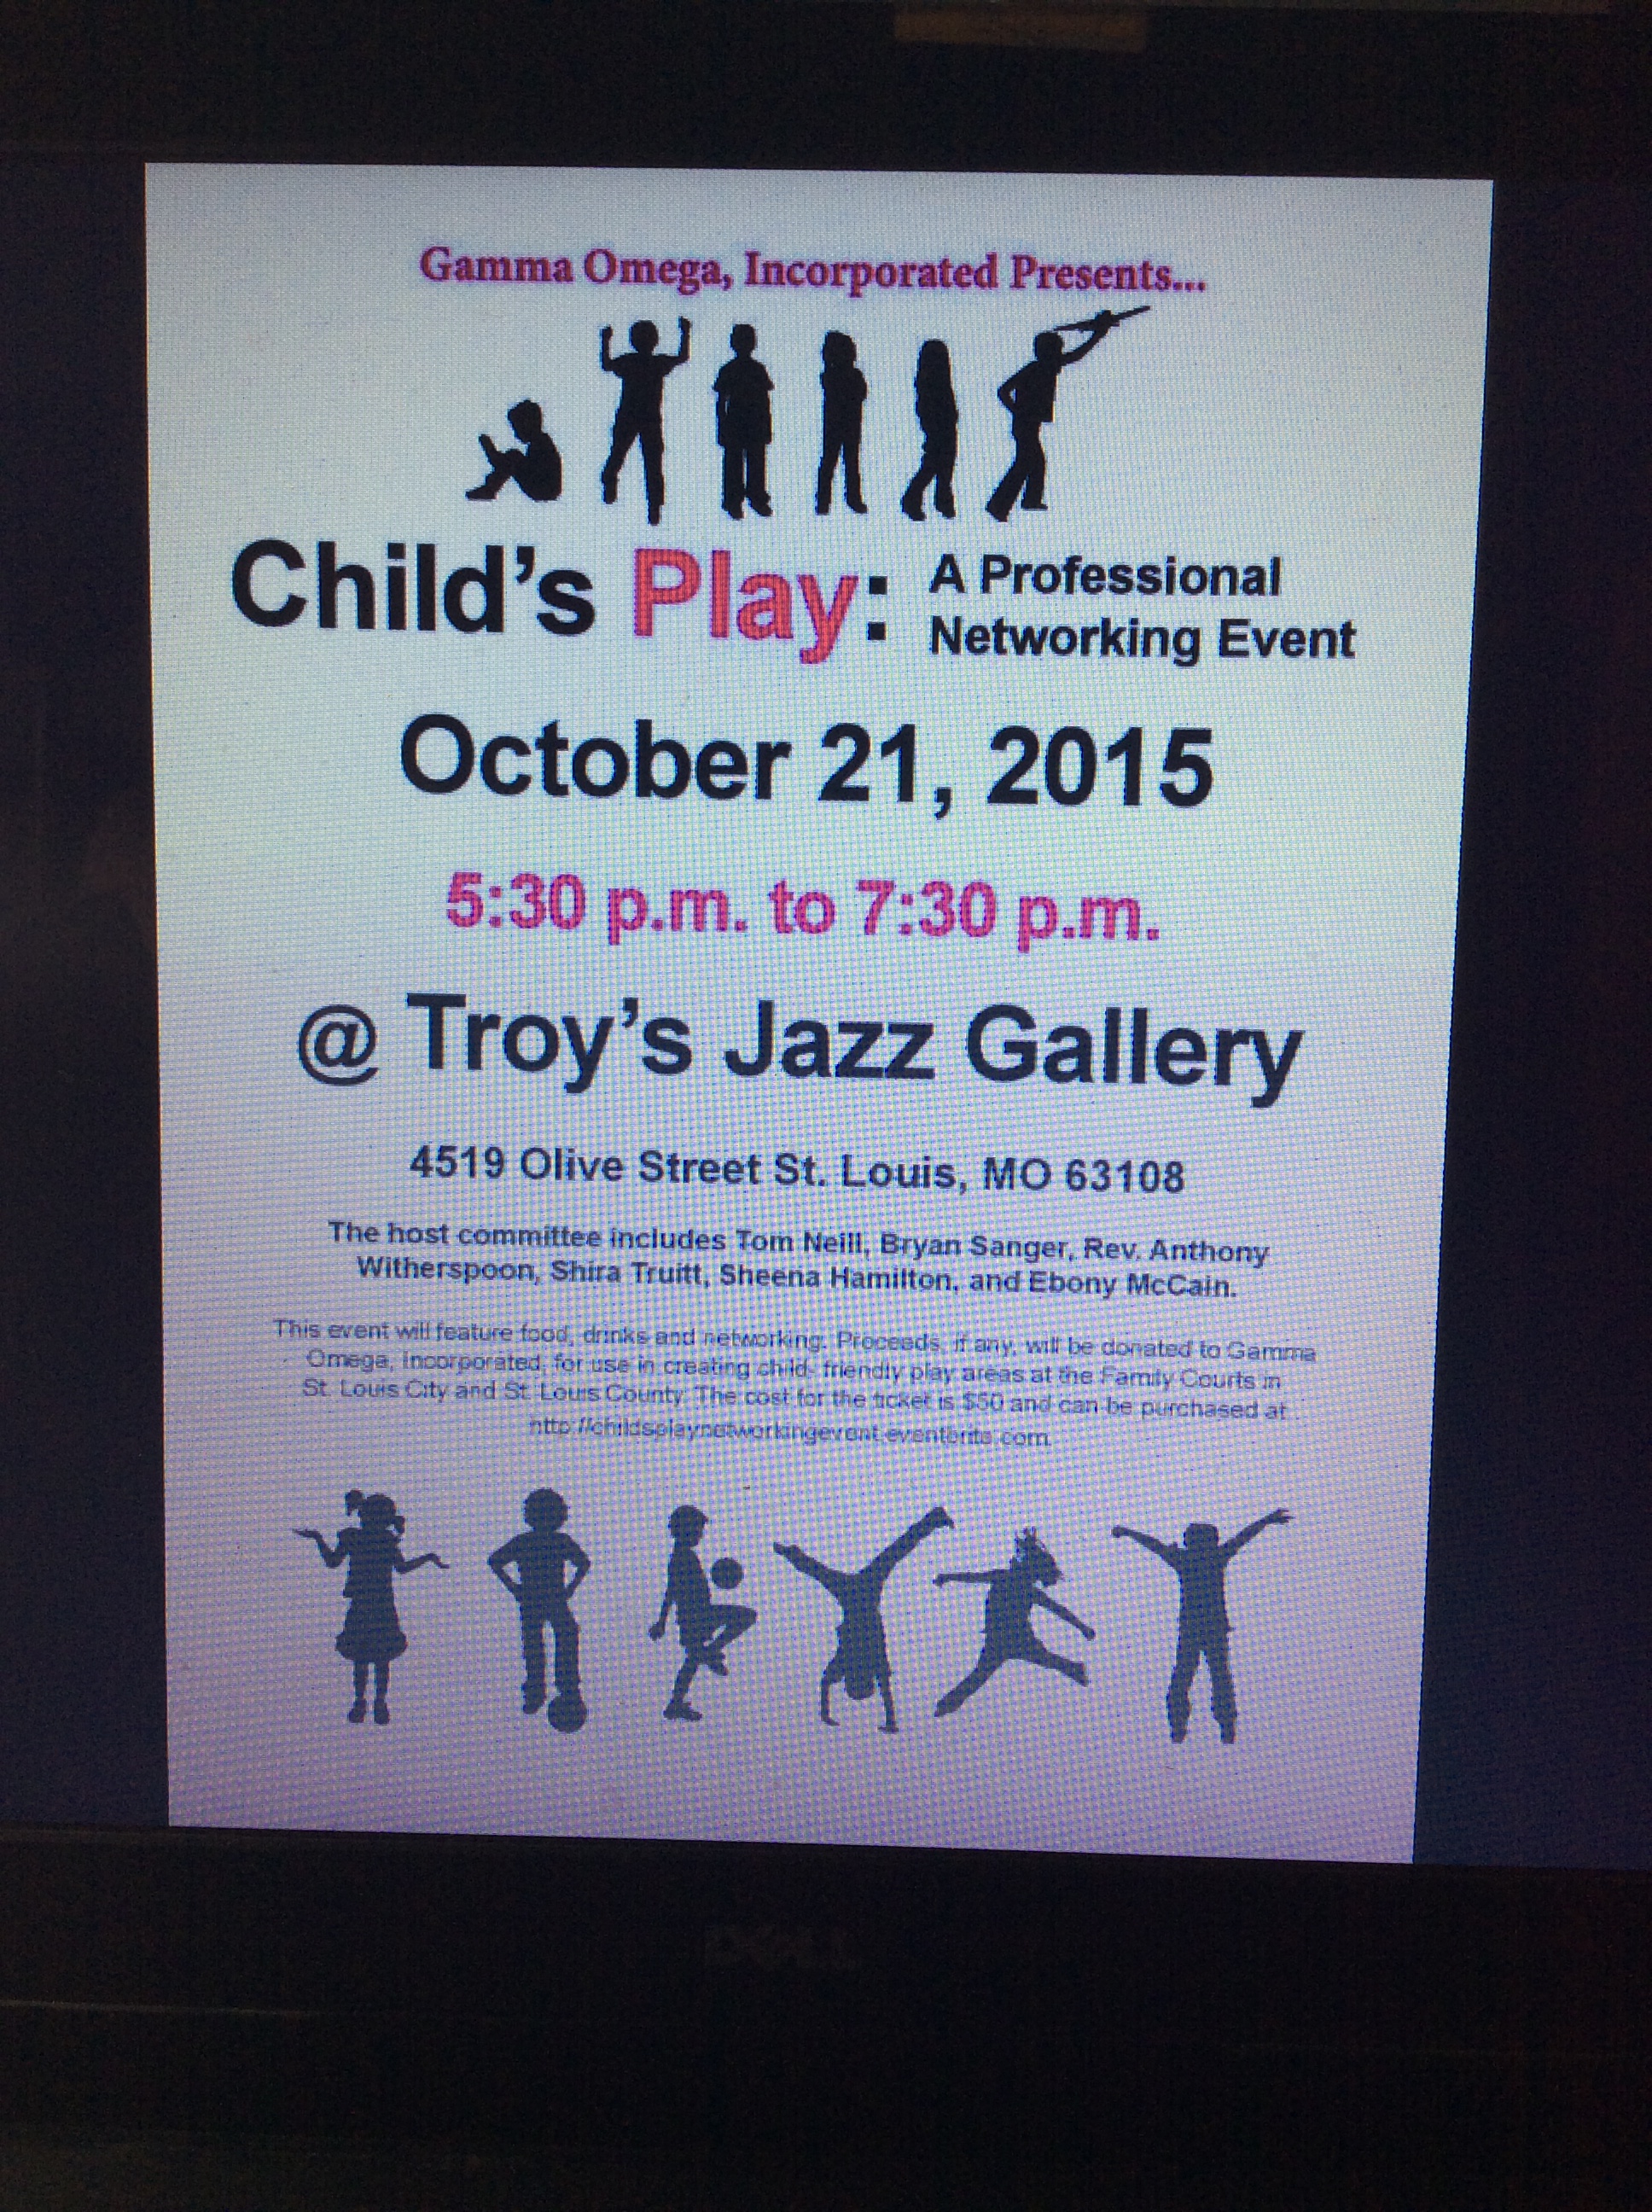 Gamma Omega, Incorporated Presents...
Child's Play: A Professional
Networking Event
October 21, 2015
5:30 p.m. to 7:30 p.m.
@ Troy's Jazz Gallery
4519 Olive Street St. Louis, MO 63108
The host committee includes Tom Neill, Bryan Sanger, Rev. Anthony
Witherspoon, Shira Truitt, Sheena Hamilton, and Ebony McCain.
This event will feature food, drinks and networking. Proceeds, if any, will be donated to Gamma
Omega, Incorporated, for use in creating child- friendly play areas at the Family Courts in
St. Louis City and St. Louis County. The cost for the ticket is $50 and can be purchased at
http://childsplaynetworkingevent.eventbrite.com.
DELL